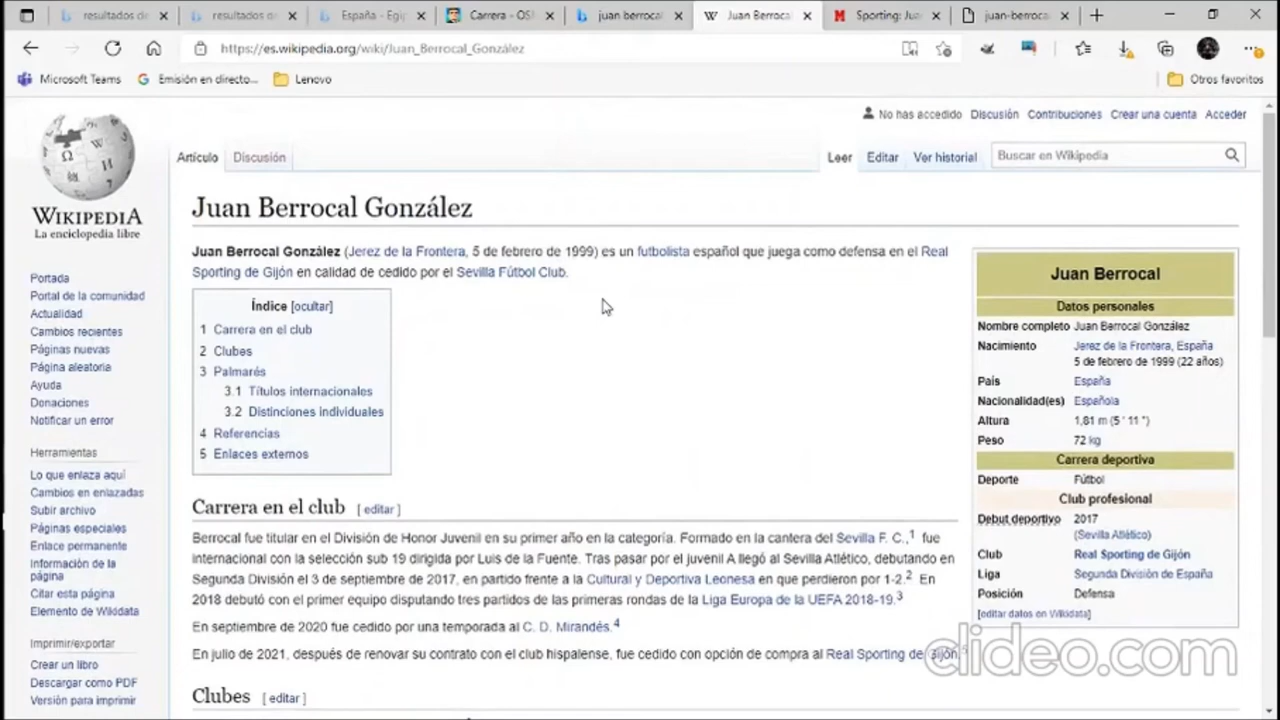 resultados de
resultados de
España - Egip
Carrera - OSM
juan berrocal
Juan Berrocal
Sporting: Jua
juan-berroca
https://es.wikipedia.org/wiki/Juan_Berrocal_González
Microsoft Teams
Emisión en directo...
Lenovo
Otros favoritos
No has accedido Discusión Contribuciones Crear una cuenta Acceder
Artículo Discusión
Leer Editar Ver historial
Buscar en Wikipedia
WIKIPEDIA
La enciclopedia libre
Portada
Portal de la comunidad
Actualidad
Cambios recientes
Páginas nuevas
Página aleatoria
Ayuda
Donaciones
Notificar un error
Herramientas
Lo que enlaza aquí
Cambios en enlazadas
Subir archivo
Páginas especiales
Enlace permanente
Información de la
página
Citar esta página
Elemento de Wikidata
Imprimir/exportar
Crear un libro
Descargar como PDF
Versión para imprimir
Juan Berrocal González
Juan Berrocal González (Jerez de la Frontera, 5 de febrero de 1999) es un futbolista español que juega como defensa en el Real
Sporting de Gijón en calidad de cedido por el Sevilla Fútbol Club.
Índice [ocultar]
1 Carrera en el club
2 Clubes
3 Palmarés
3.1 Títulos internacionales
3.2 Distinciones individuales
4 Referencias
5 Enlaces externos
Carrera en el club [ editar ]
Berrocal fue titular en el División de Honor Juvenil en su primer año en la categoría. Formado en la cantera del Sevilla F. C.,1 fue
internacional con la selección sub 19 dirigida por Luis de la Fuente. Tras pasar por el juvenil A llegó al Sevilla Atlético, debutando en
Segunda División el 3 de septiembre de 2017, en partido frente a la Cultural y Deportiva Leonesa en que perdieron por 1-2.2 En
2018 debutó con el primer equipo disputando tres partidos de las primeras rondas de la Liga Europa de la UEFA 2018-19.3
En septiembre de 2020 fue cedido por una temporada al C. D. Mirandés.4
En julio de 2021, después de renovar su contrato con el club hispalense, fue cedido con opción de compra al Real Sporting de Gijón.5
Clubes [ editar ]
Juan Berrocal
Datos personales
Nombre completo Juan Berrocal González
Nacimiento Jerez de la Frontera, España
5 de febrero de 1999 (22 años)
País España
Nacionalidad(es) Española
Altura 1,81 m (5 ′ 11 ″)
Peso 72 kg
Carrera deportiva
Deporte Fútbol
Club profesional
Debut deportivo 2017
(Sevilla Atlético)
Club Real Sporting de Gijón
Liga Segunda División de España
Posición Defensa
[editar datos en Wikidata]
clideo.com